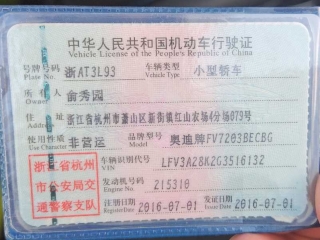 中华人民共和国机动车行驶证
Vehicle License of the People's Republic of China
号牌号码 浙AT3L93 车辆类型 小型轿车
Plate No. Vehicle Type
所有人 俞秀园
Owner
住址 浙江省杭州市萧山区新街镇红山农场4分场079号
Address
使用性质 非营运 品牌型号 奥迪牌FV7203BECBG
Use Character Model
浙江省杭州
市公安局交
通警察支队
车辆识别代号 LFV3A28K2G3516132
VIN
发动机号码 215310
Engine No.
注册日期 2016-07-01 发证日期 2016-07-01
Register Date Issue Date